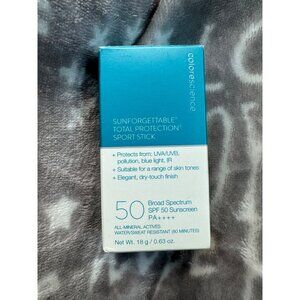 colorescience
SUNFORGETTABLE®
TOTAL PROTECTION®
SPORT STICK
• Protects from: UVA/UVB,
pollution, blue light, IR
• Suitable for a range of skin tones
• Elegant, dry-touch finish
50 Broad Spectrum
SPF 50 Sunscreen
PA++++
ALL-MINERAL ACTIVES
WATER/SWEAT RESISTANT (80 MINUTES)
Net Wt. 18 g / 0.63 oz.